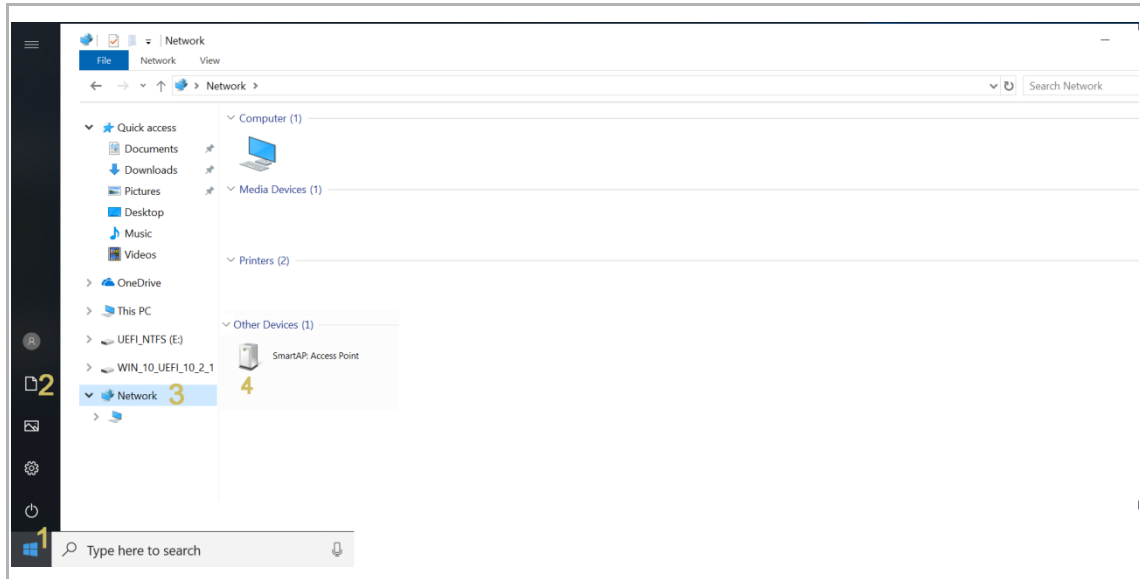 Network
File Network View
Network
Search Network
Quick access
Documents
Downloads
Pictures
Desktop
Music
Videos
OneDrive
This PC
UEFI_NTFS (E:)
WIN_10_UEFI_10_2_1
Network 3
Computer (1)
Media Devices (1)
Printers (2)
Other Devices (1)
SmartAP: Access Point
4
2
1
Type here to search